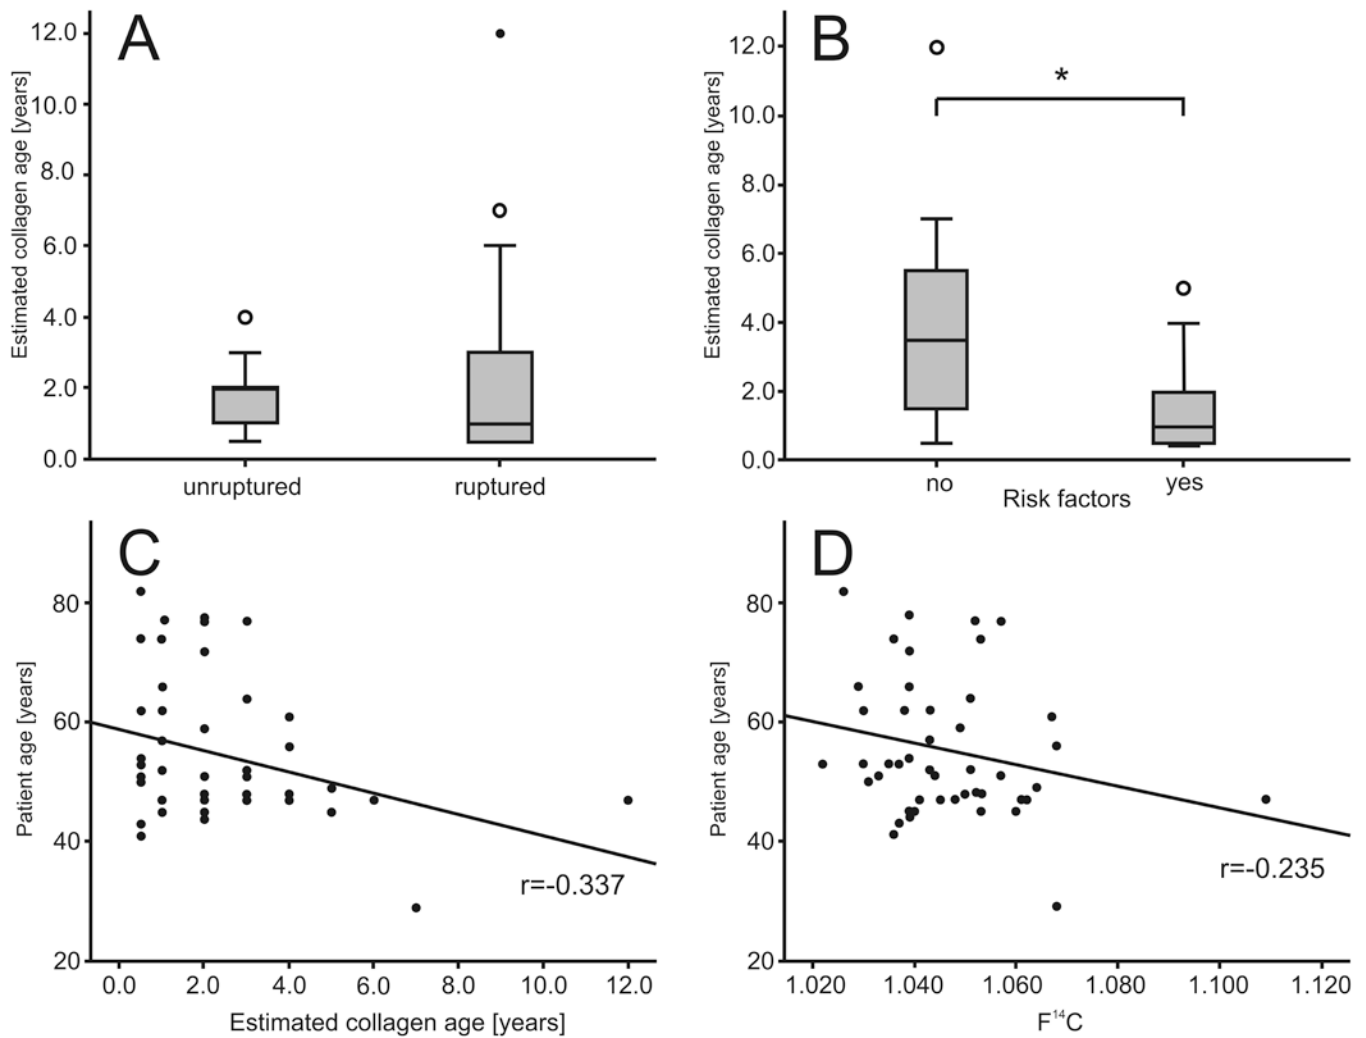 A
Estimated collagen age [years]
12.0
10.0
8.0
6.0
4.0
2.0
0.0
unruptured
ruptured
B
Estimated collagen age [years]
12.0
10.0
8.0
6.0
4.0
2.0
0.0
*
no
yes
Risk factors
C
Patient age [years]
80
60
40
20
r=-0.337
0.0 2.0 4.0 6.0 8.0 10.0 12.0
Estimated collagen age [years]
D
Patient age [years]
80
60
40
20
r=-0.235
1.020 1.040 1.060 1.080 1.100 1.120
F¹⁴C